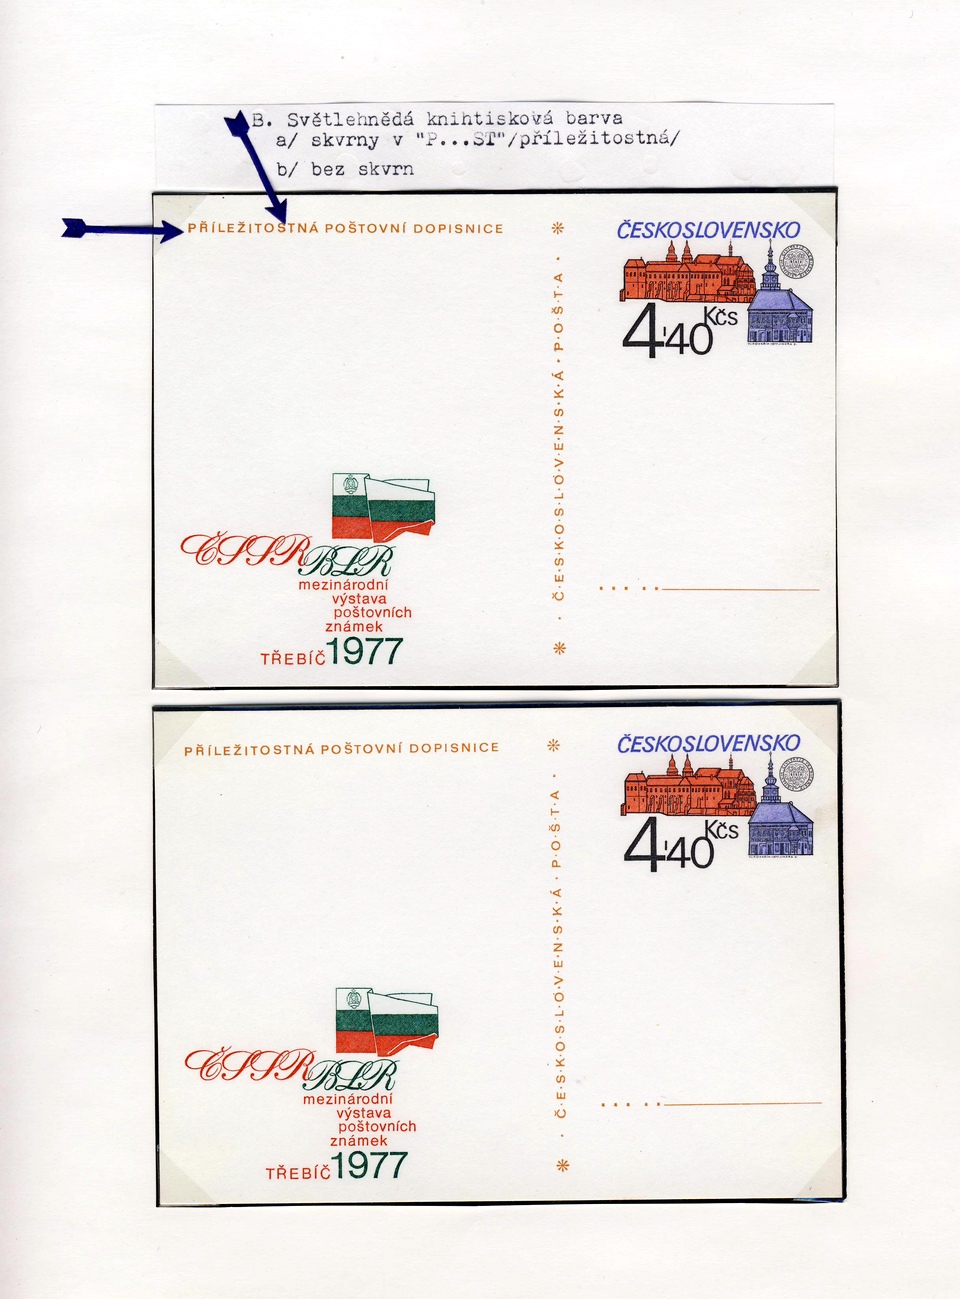 B. Světlehnědá knihtisková barva
a/ skvrny v "P...ST"/příležitostná/
b/ bez skvrn
PŘÍLEŽITOSTNÁ POŠTOVNÍ DOPISNICE
ČESKOSLOVENSKO
4'40 Kčs
Č·E·S·K·O·S·L·O·V·E·N·S·K·Á · P·O·Š·T·A ·
ČSSR BLR
mezinárodní
výstava
poštovních
známek
TŘEBÍČ 1977
PŘÍLEŽITOSTNÁ POŠTOVNÍ DOPISNICE
ČESKOSLOVENSKO
4'40 Kčs
Č·E·S·K·O·S·L·O·V·E·N·S·K·Á · P·O·Š·T·A ·
ČSSR BLR
mezinárodní
výstava
poštovních
známek
TŘEBÍČ 1977